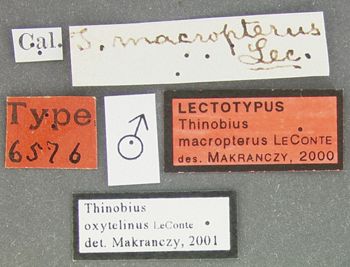 Cal.
T. macropterus
Lec.
Type
6576
♂
LECTOTYPUS
Thinobius
macropterus LECONTE
des. MAKRANCZY, 2000
Thinobius
oxytelinus LECONTE
det. Makranczy, 2001